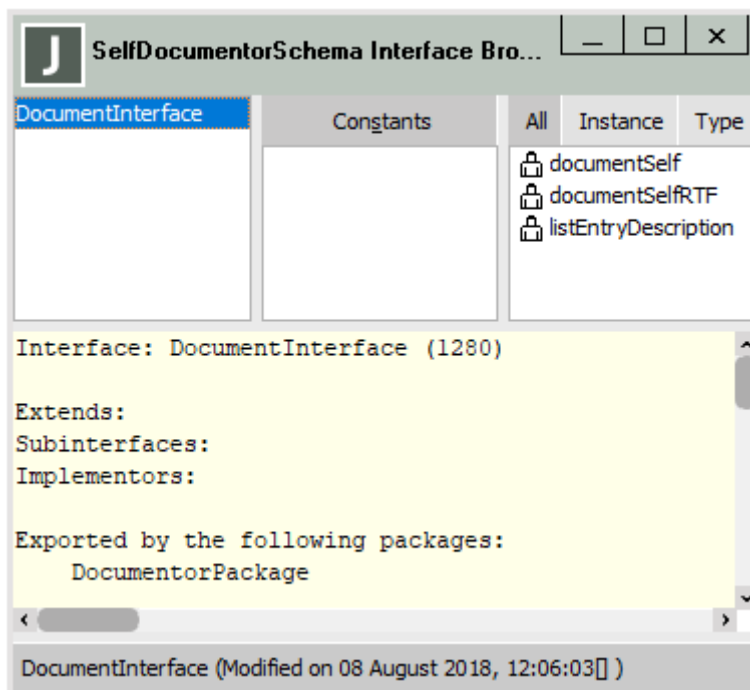 J
SelfDocumentorSchema Interface Bro...
DocumentInterface
Constants
All Instance Type
documentSelf
documentSelfRTF
listEntryDescription
Interface: DocumentInterface (1280)
Extends:
Subinterfaces:
Implementors:
Exported by the following packages:
DocumentorPackage
DocumentInterface (Modified on 08 August 2018, 12:06:03[] )